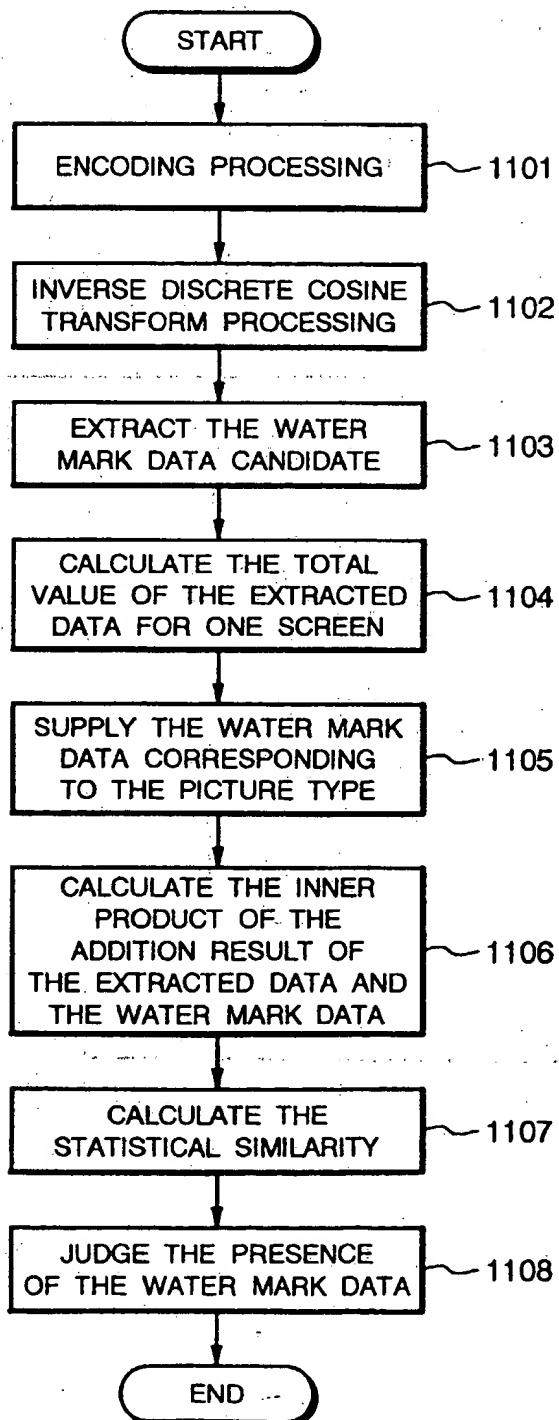 START
ENCODING PROCESSING
1101
INVERSE DISCRETE COSINE
TRANSFORM PROCESSING
1102
EXTRACT THE WATER
MARK DATA CANDIDATE
1103
CALCULATE THE TOTAL
VALUE OF THE EXTRACTED
DATA FOR ONE SCREEN
1104
SUPPLY THE WATER MARK
DATA CORRESPONDING
TO THE PICTURE TYPE
1105
CALCULATE THE INNER
PRODUCT OF THE
ADDITION RESULT OF
THE EXTRACTED DATA AND
THE WATER MARK DATA
1106
CALCULATE THE
STATISTICAL SIMILARITY
1107
JUDGE THE PRESENCE
OF THE WATER MARK DATA
1108
END